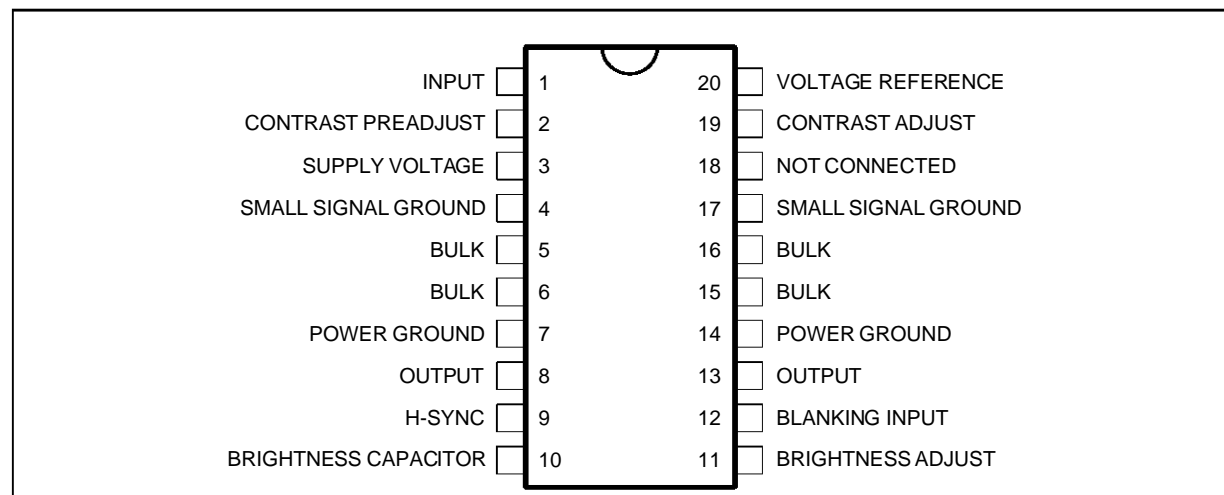 INPUT 1 20 VOLTAGE REFERENCE
CONTRAST PREADJUST 2 19 CONTRAST ADJUST
SUPPLY VOLTAGE 3 18 NOT CONNECTED
SMALL SIGNAL GROUND 4 17 SMALL SIGNAL GROUND
BULK 5 16 BULK
BULK 6 15 BULK
POWER GROUND 7 14 POWER GROUND
OUTPUT 8 13 OUTPUT
H-SYNC 9 12 BLANKING INPUT
BRIGHTNESS CAPACITOR 10 11 BRIGHTNESS ADJUST